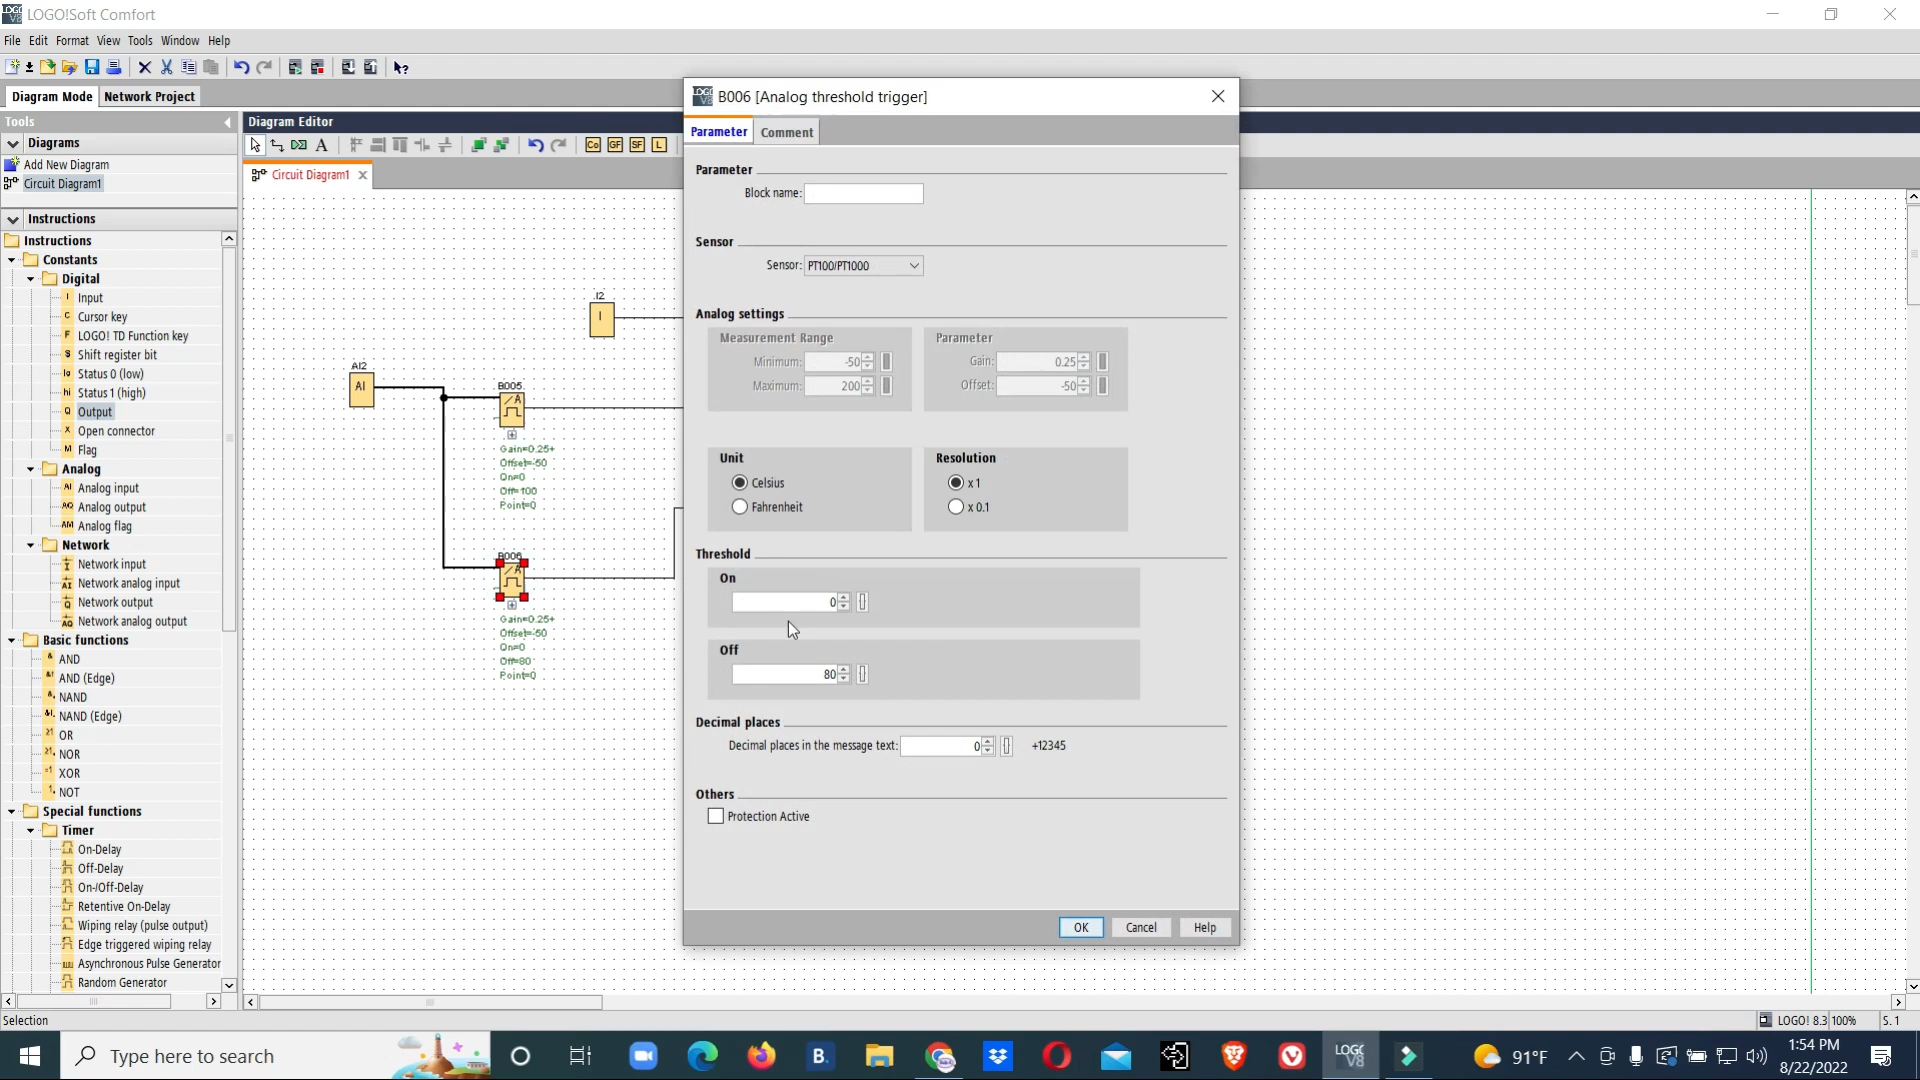 LOGO!Soft Comfort
File Edit Format View Tools Window Help
Diagram Mode Network Project
Tools
Diagrams
Add New Diagram
Circuit Diagram1
Instructions
Instructions
Constants
Digital
Input
Cursor key
LOGO! TD Function key
Shift register bit
Status 0 (low)
Status 1 (high)
Output
Open connector
Flag
Analog
Analog input
Analog output
Analog flag
Network
Network input
Network analog input
Network output
Network analog output
Basic functions
AND
AND (Edge)
NAND
NAND (Edge)
OR
NOR
XOR
NOT
Special functions
Timer
On-Delay
Off-Delay
On-/Off-Delay
Retentive On-Delay
Wiping relay (pulse output)
Edge triggered wiping relay
Asynchronous Pulse Generator
Random Generator
Diagram Editor
Co GF SF L
Circuit Diagram1
I2
I
AI2
AI
B005
Gain=0.25+
Offset=-50
On=0
Off=100
Point=0
B006
Gain=0.25+
Offset=-50
On=0
Off=80
Point=0
B006 [Analog threshold trigger]
Parameter Comment
Parameter
Block name:
Sensor
Sensor: PT100/PT1000
Analog settings
Measurement Range
Minimum: -50
Maximum: 200
Parameter
Gain: 0.25
Offset: -50
Unit
Celsius
Fahrenheit
Resolution
x 1
x 0.1
Threshold
On
0
Off
80
Decimal places
Decimal places in the message text: 0 +12345
Others
Protection Active
OK Cancel Help
Selection
LOGO! 8.3 100% S. 1
Type here to search
91°F
1:54 PM
8/22/2022